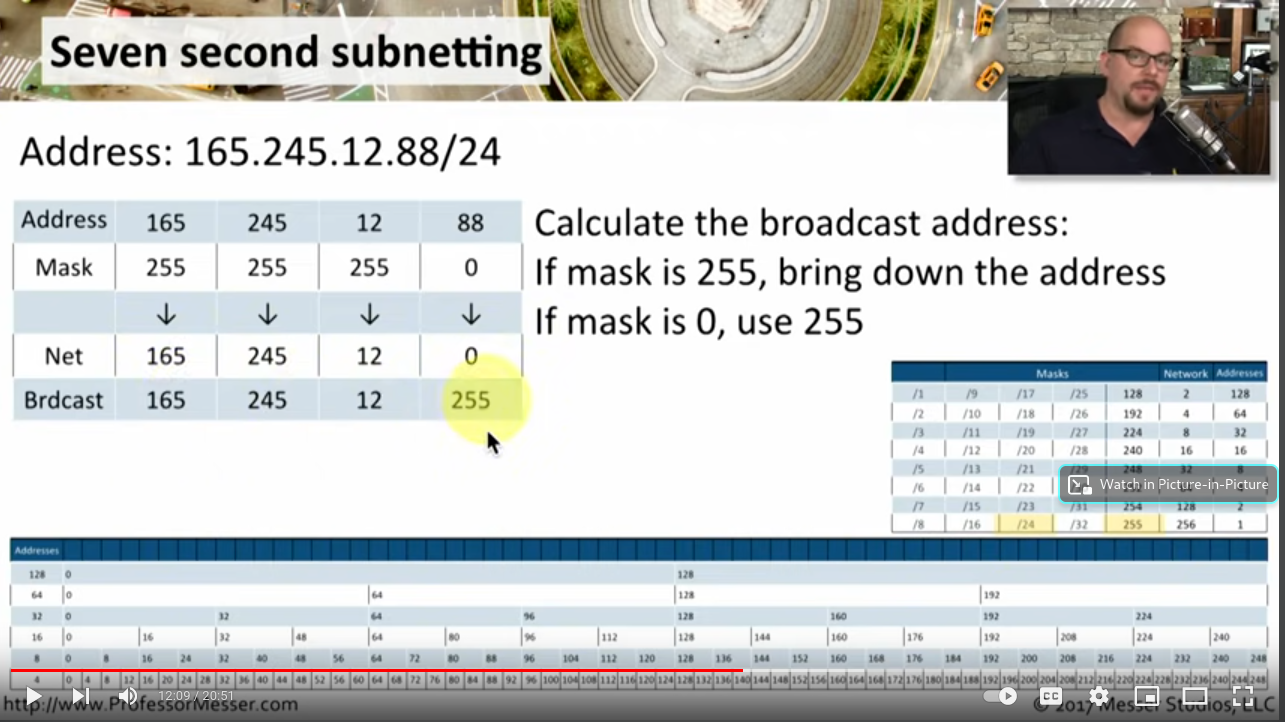 Seven second subnetting
Address: 165.245.12.88/24
Address 165 245 12 88
Mask 255 255 255 0
↓ ↓ ↓ ↓
Net 165 245 12 0
Brdcast 165 245 12 255
Calculate the broadcast address:
If mask is 255, bring down the address
If mask is 0, use 255
Masks Network Addresses
/1 /9 /17 /25 128 2 128
/2 /10 /18 /26 192 4 64
/3 /11 /19 /27 224 8 32
/4 /12 /20 /28 240 16 16
/5 /13 /21 /29 248 32 8
/6 /14 /22
Watch in Picture-in-Picture
/7 /15 /23 /31 254 128 2
/8 /16 /24 /32 255 256 1
Addresses
128 0 128
64 0 64 128 192
32 0 32 64 96 128 160 192 224
16 0 16 32 48 64 80 96 112 128 144 160 176 192 208 224 240
8 0 8 16 24 32 40 48 56 64 72 80 88 96 104 112 120 128 136 144 152 160 168 176 184 192 200 208 216 224 232 240 248
4 0 4 8 12 16 20 24 28 32 36 40 44 48 52 56 60 64 68 72 76 80 84 88 92 96 100 104 108 112 116 120 124 128 132 136 140 144 148 152 156 160 164 168 172 176 180 184 188 192 196 200 204 208 212 216 220 224 228 232 236 240 244 248
12:09 / 20:51
CC
http://www.ProfessorMesser.com
© 2017 Messer Studios, LLC